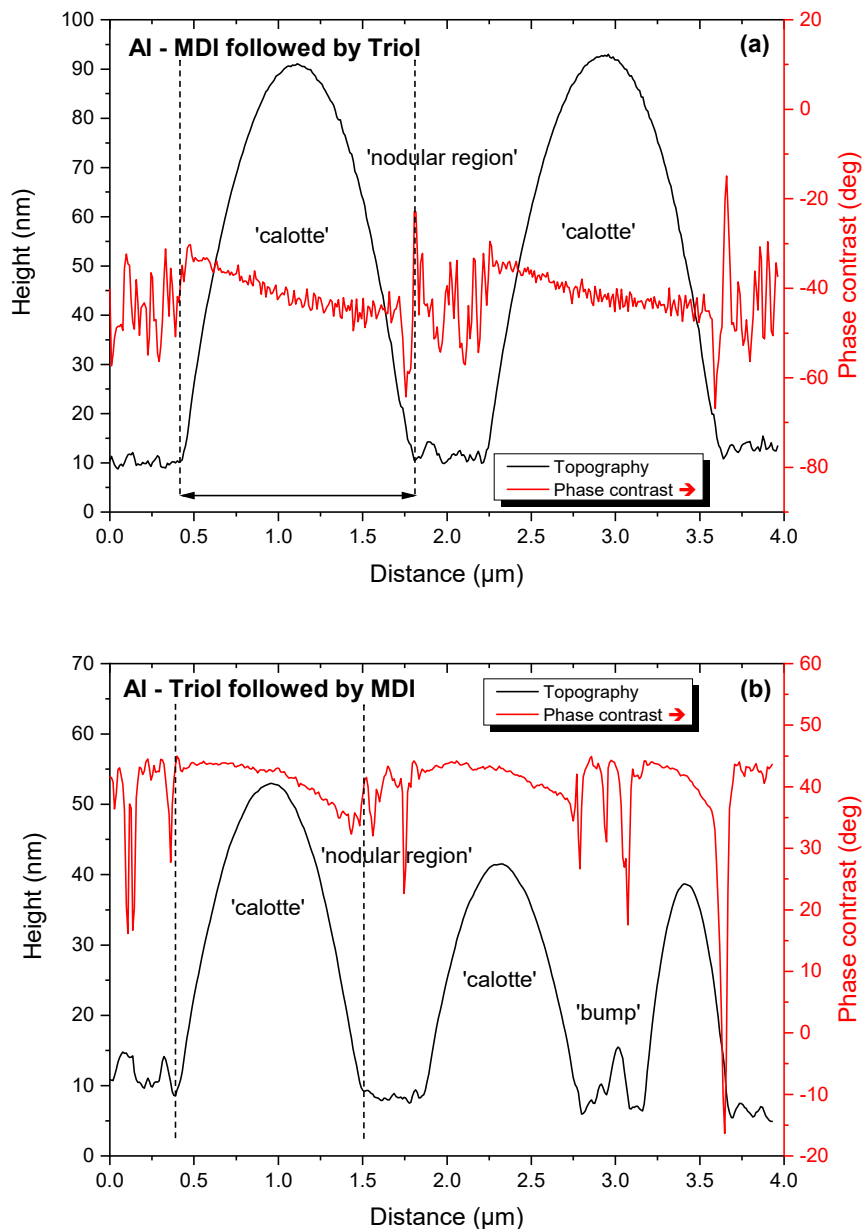 Al - MDI followed by Triol
(a)
100
90
80
70
60
50
40
30
20
10
0
Height (nm)
20
10
0
-20
-40
-60
-80
Phase contrast (deg)
'nodular region'
'calotte'
'calotte'
Topography
Phase contrast ➔
0.0 0.5 1.0 1.5 2.0 2.5 3.0 3.5 4.0
Distance (µm)
Al - Triol followed by MDI
(b)
70
60
50
40
30
20
10
0
Height (nm)
60
50
40
30
20
10
0
-10
-20
Phase contrast (deg)
Topography
Phase contrast ➔
'nodular region'
'calotte'
'calotte'
'bump'
0.0 0.5 1.0 1.5 2.0 2.5 3.0 3.5 4.0
Distance (µm)